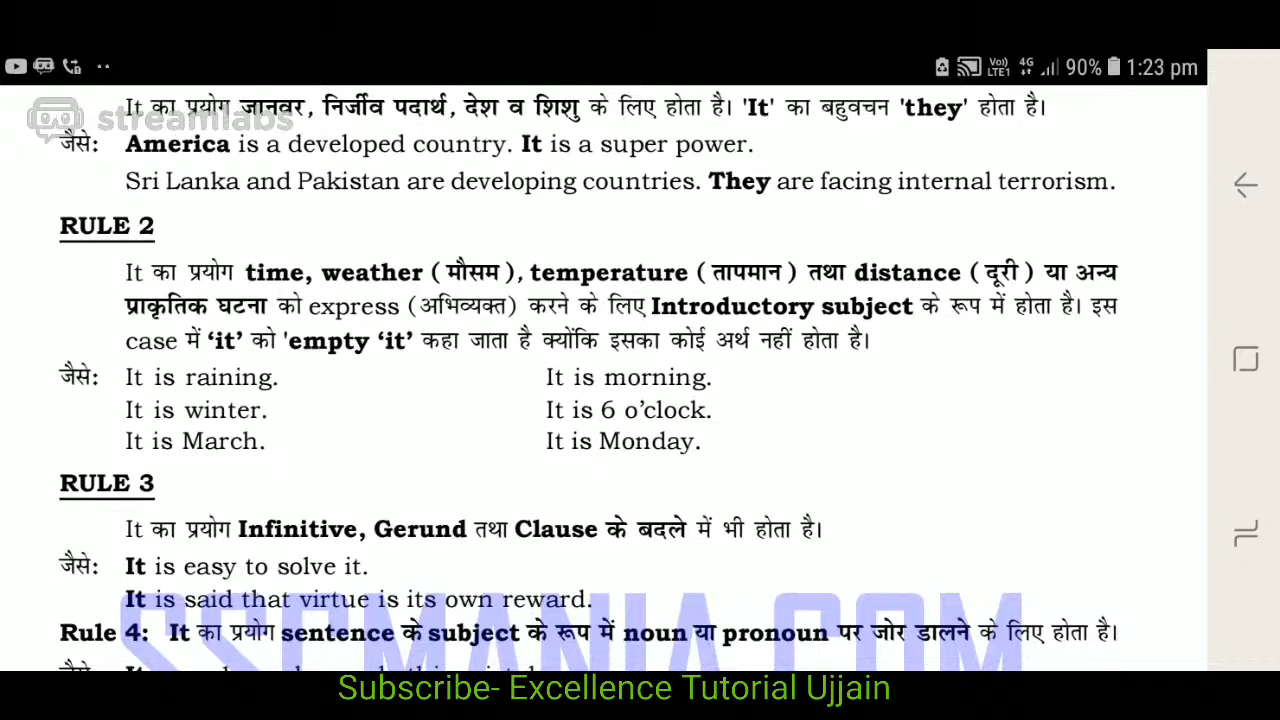 90% 1:23 pm
It का प्रयोग जानवर, निर्जीव पदार्थ, देश व शिशु के लिए होता है। 'It' का बहुवचन 'they' होता है।
streamlabs
जैसे: America is a developed country. It is a super power.
Sri Lanka and Pakistan are developing countries. They are facing internal terrorism.
RULE 2
It का प्रयोग time, weather (मौसम), temperature (तापमान) तथा distance (दूरी) या अन्य
प्राकृतिक घटना को express (अभिव्यक्त) करने के लिए Introductory subject के रूप में होता है। इस
case में ‘it’ को 'empty ‘it’ कहा जाता है क्योंकि इसका कोई अर्थ नहीं होता है।
जैसे: It is raining. It is morning.
It is winter. It is 6 o’clock.
It is March. It is Monday.
RULE 3
It का प्रयोग Infinitive, Gerund तथा Clause के बदले में भी होता है।
जैसे: It is easy to solve it.
It is said that virtue is its own reward.
SSCMANIA.COM
Rule 4: It का प्रयोग sentence के subject के रूप में noun या pronoun पर जोर डालने के लिए होता है।
Subscribe- Excellence Tutorial Ujjain